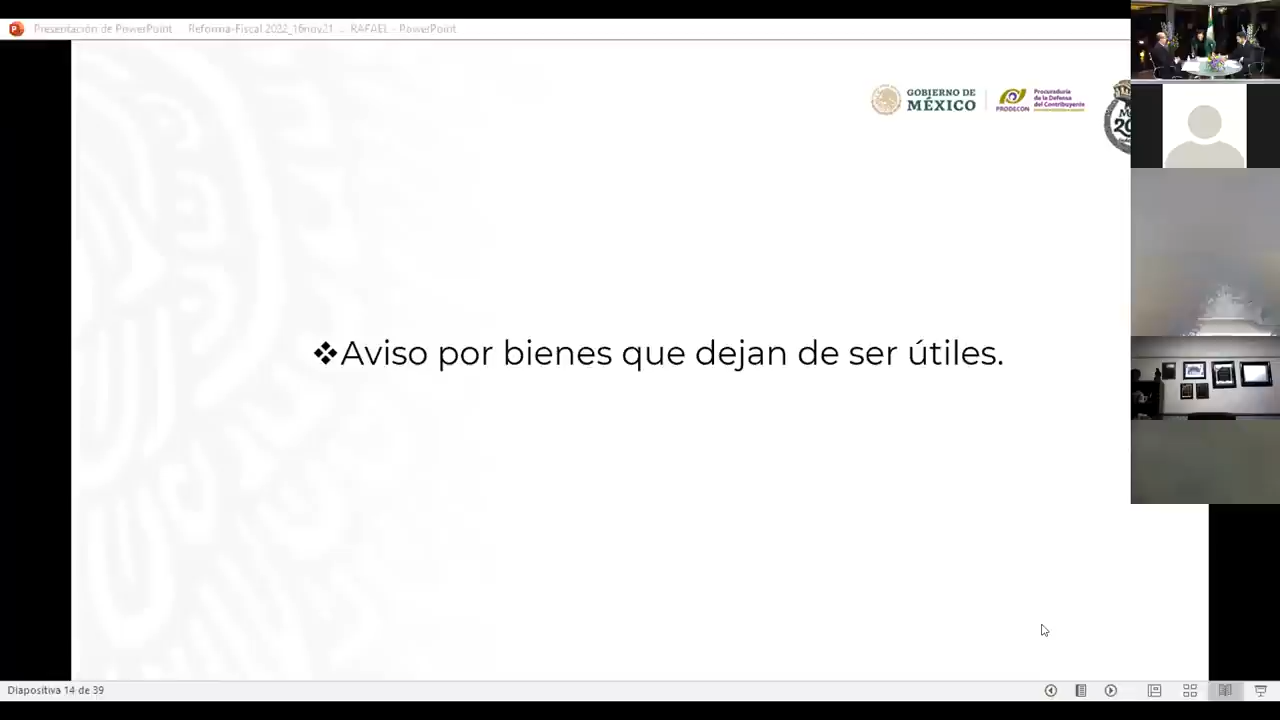 Presentación de PowerPoint Reforma-Fiscal 2022_16nov21 ... RAFAEL - PowerPoint
GOBIERNO DE
MÉXICO
PRODECON
Procuraduría
de la Defensa
del Contribuyente
❖Aviso por bienes que dejan de ser útiles.
Diapositiva 14 de 39